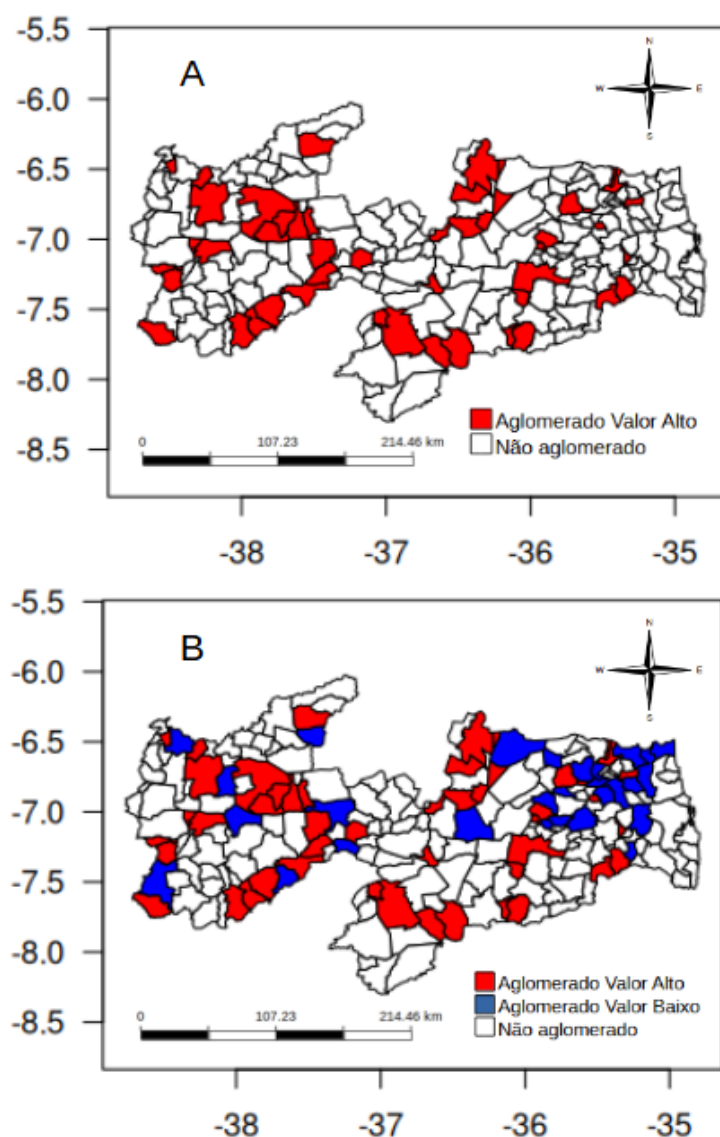 -5.5
A
N
-6.0
W E
S
-6.5
-7.0
-7.5
-8.0
Aglomerado Valor Alto
0 107.23 214.46 km
Não aglomerado
-8.5
-38 -37 -36 -35
-5.5
B
N
-6.0
W E
S
-6.5
-7.0
-7.5
-8.0
Aglomerado Valor Alto
Aglomerado Valor Baixo
0 107.23 214.46 km
Não aglomerado
-8.5
-38 -37 -36 -35